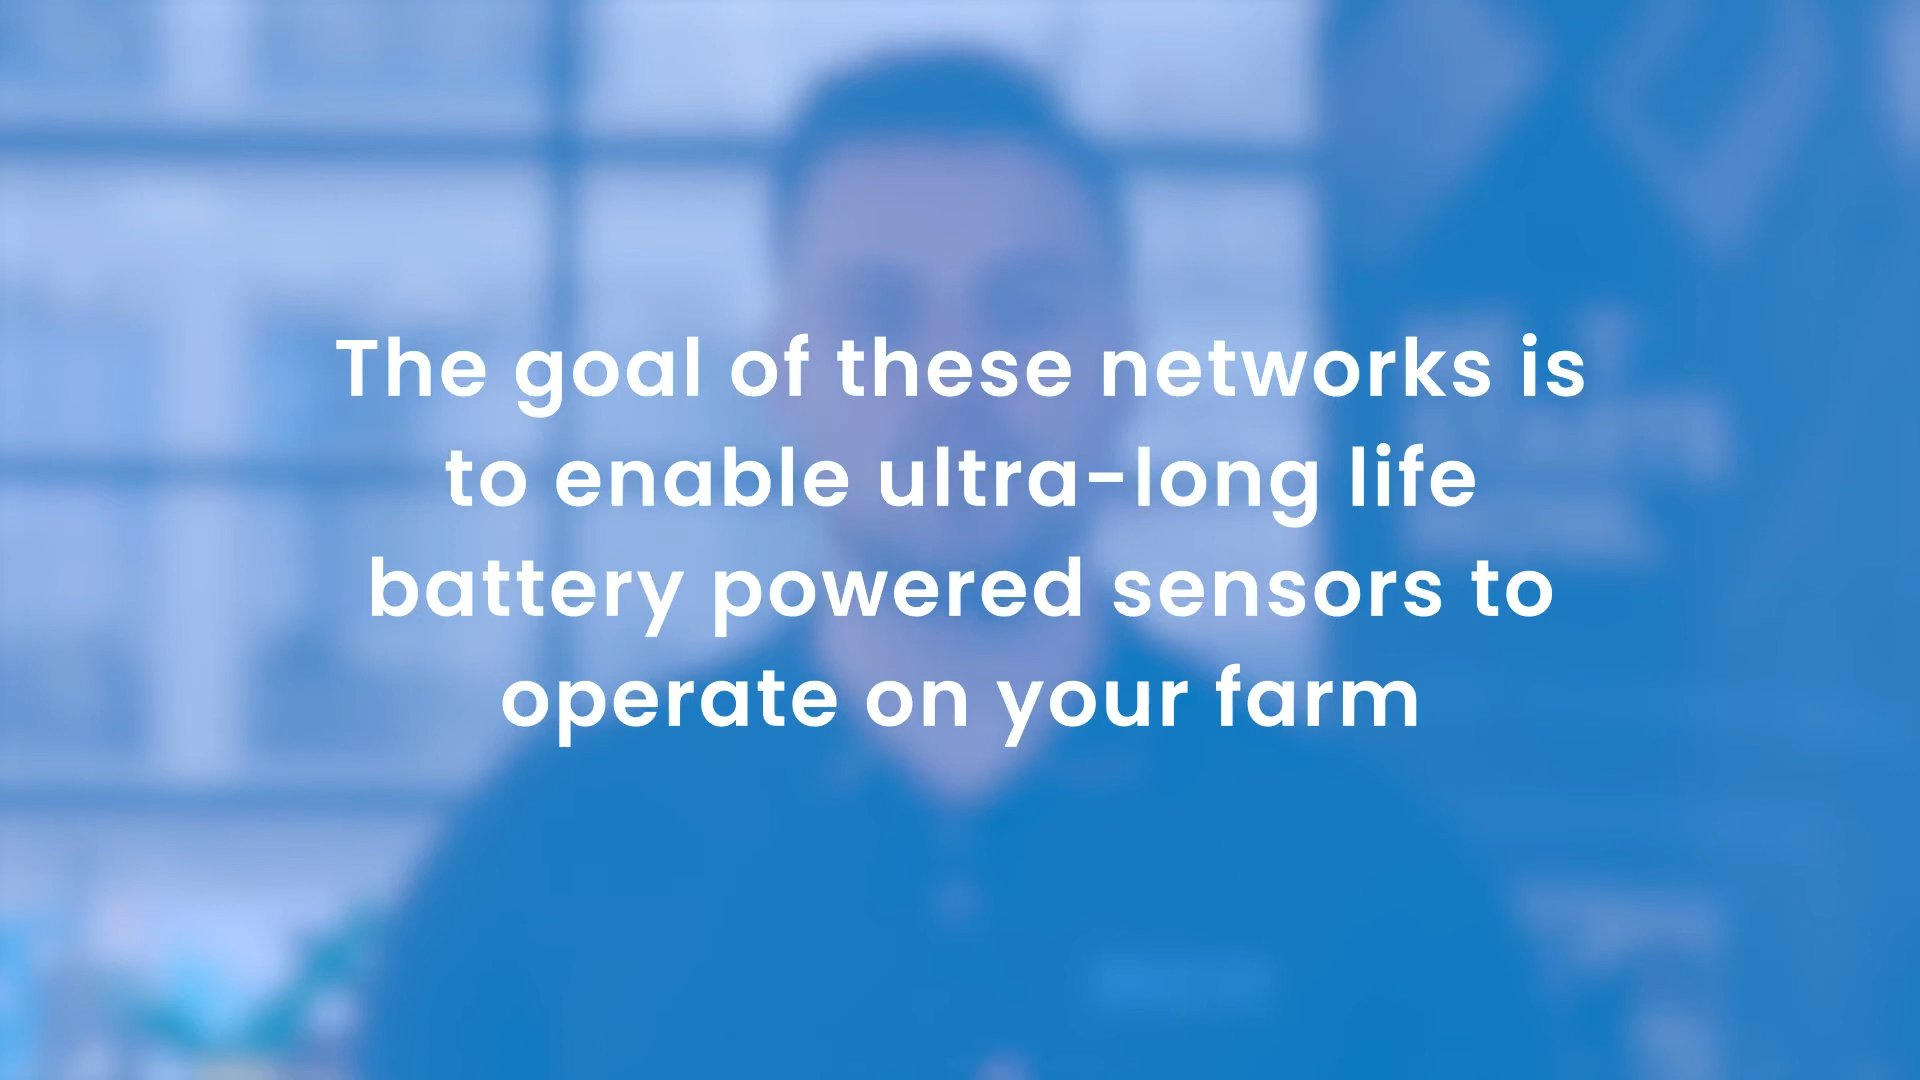 The goal of these networks is
to enable ultra-long life
battery powered sensors to
operate on your farm